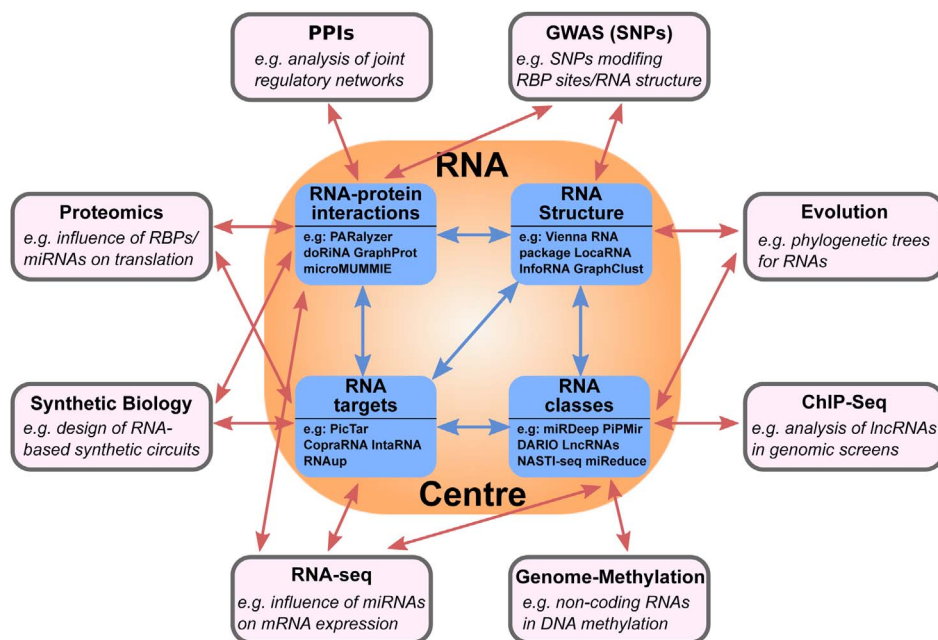 PPIs
e.g. analysis of joint
regulatory networks
GWAS (SNPs)
e.g. SNPs modifing
RBP sites/RNA structure
RNA
RNA-protein
interactions
e.g: PARalyzer
doRiNA GraphProt
microMUMMIE
RNA
Structure
e.g: Vienna RNA
package LocaRNA
InfoRNA GraphClust
Proteomics
e.g. influence of RBPs/
miRNAs on translation
Evolution
e.g. phylogenetic trees
for RNAs
Synthetic Biology
e.g. design of RNA-
based synthetic circuits
RNA
targets
e.g: PicTar
CopraRNA IntaRNA
RNAup
RNA
classes
e.g: miRDeep PiPMir
DARIO LncRNAs
NASTI-seq miReduce
ChIP-Seq
e.g. analysis of lncRNAs
in genomic screens
Centre
RNA-seq
e.g. influence of miRNAs
on mRNA expression
Genome-Methylation
e.g. non-coding RNAs
in DNA methylation